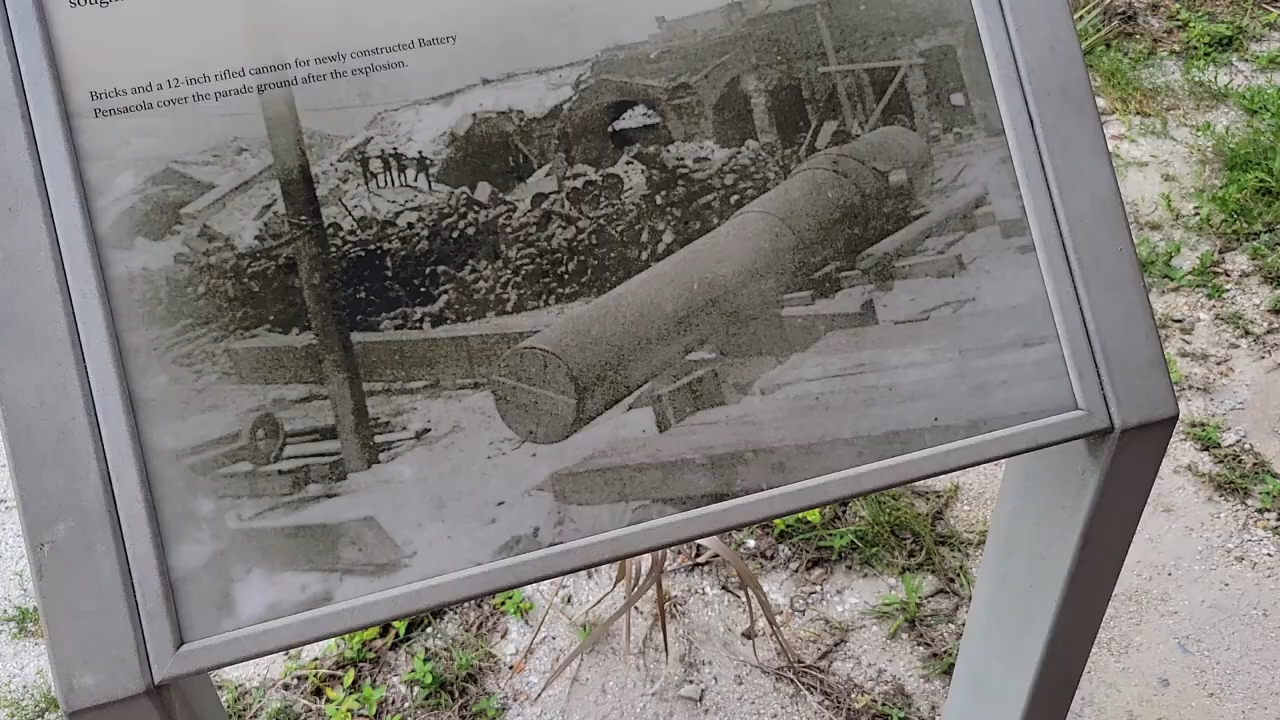 Bricks and a 12-inch rifled cannon for newly constructed Battery
Pensacola cover the parade ground after the explosion.